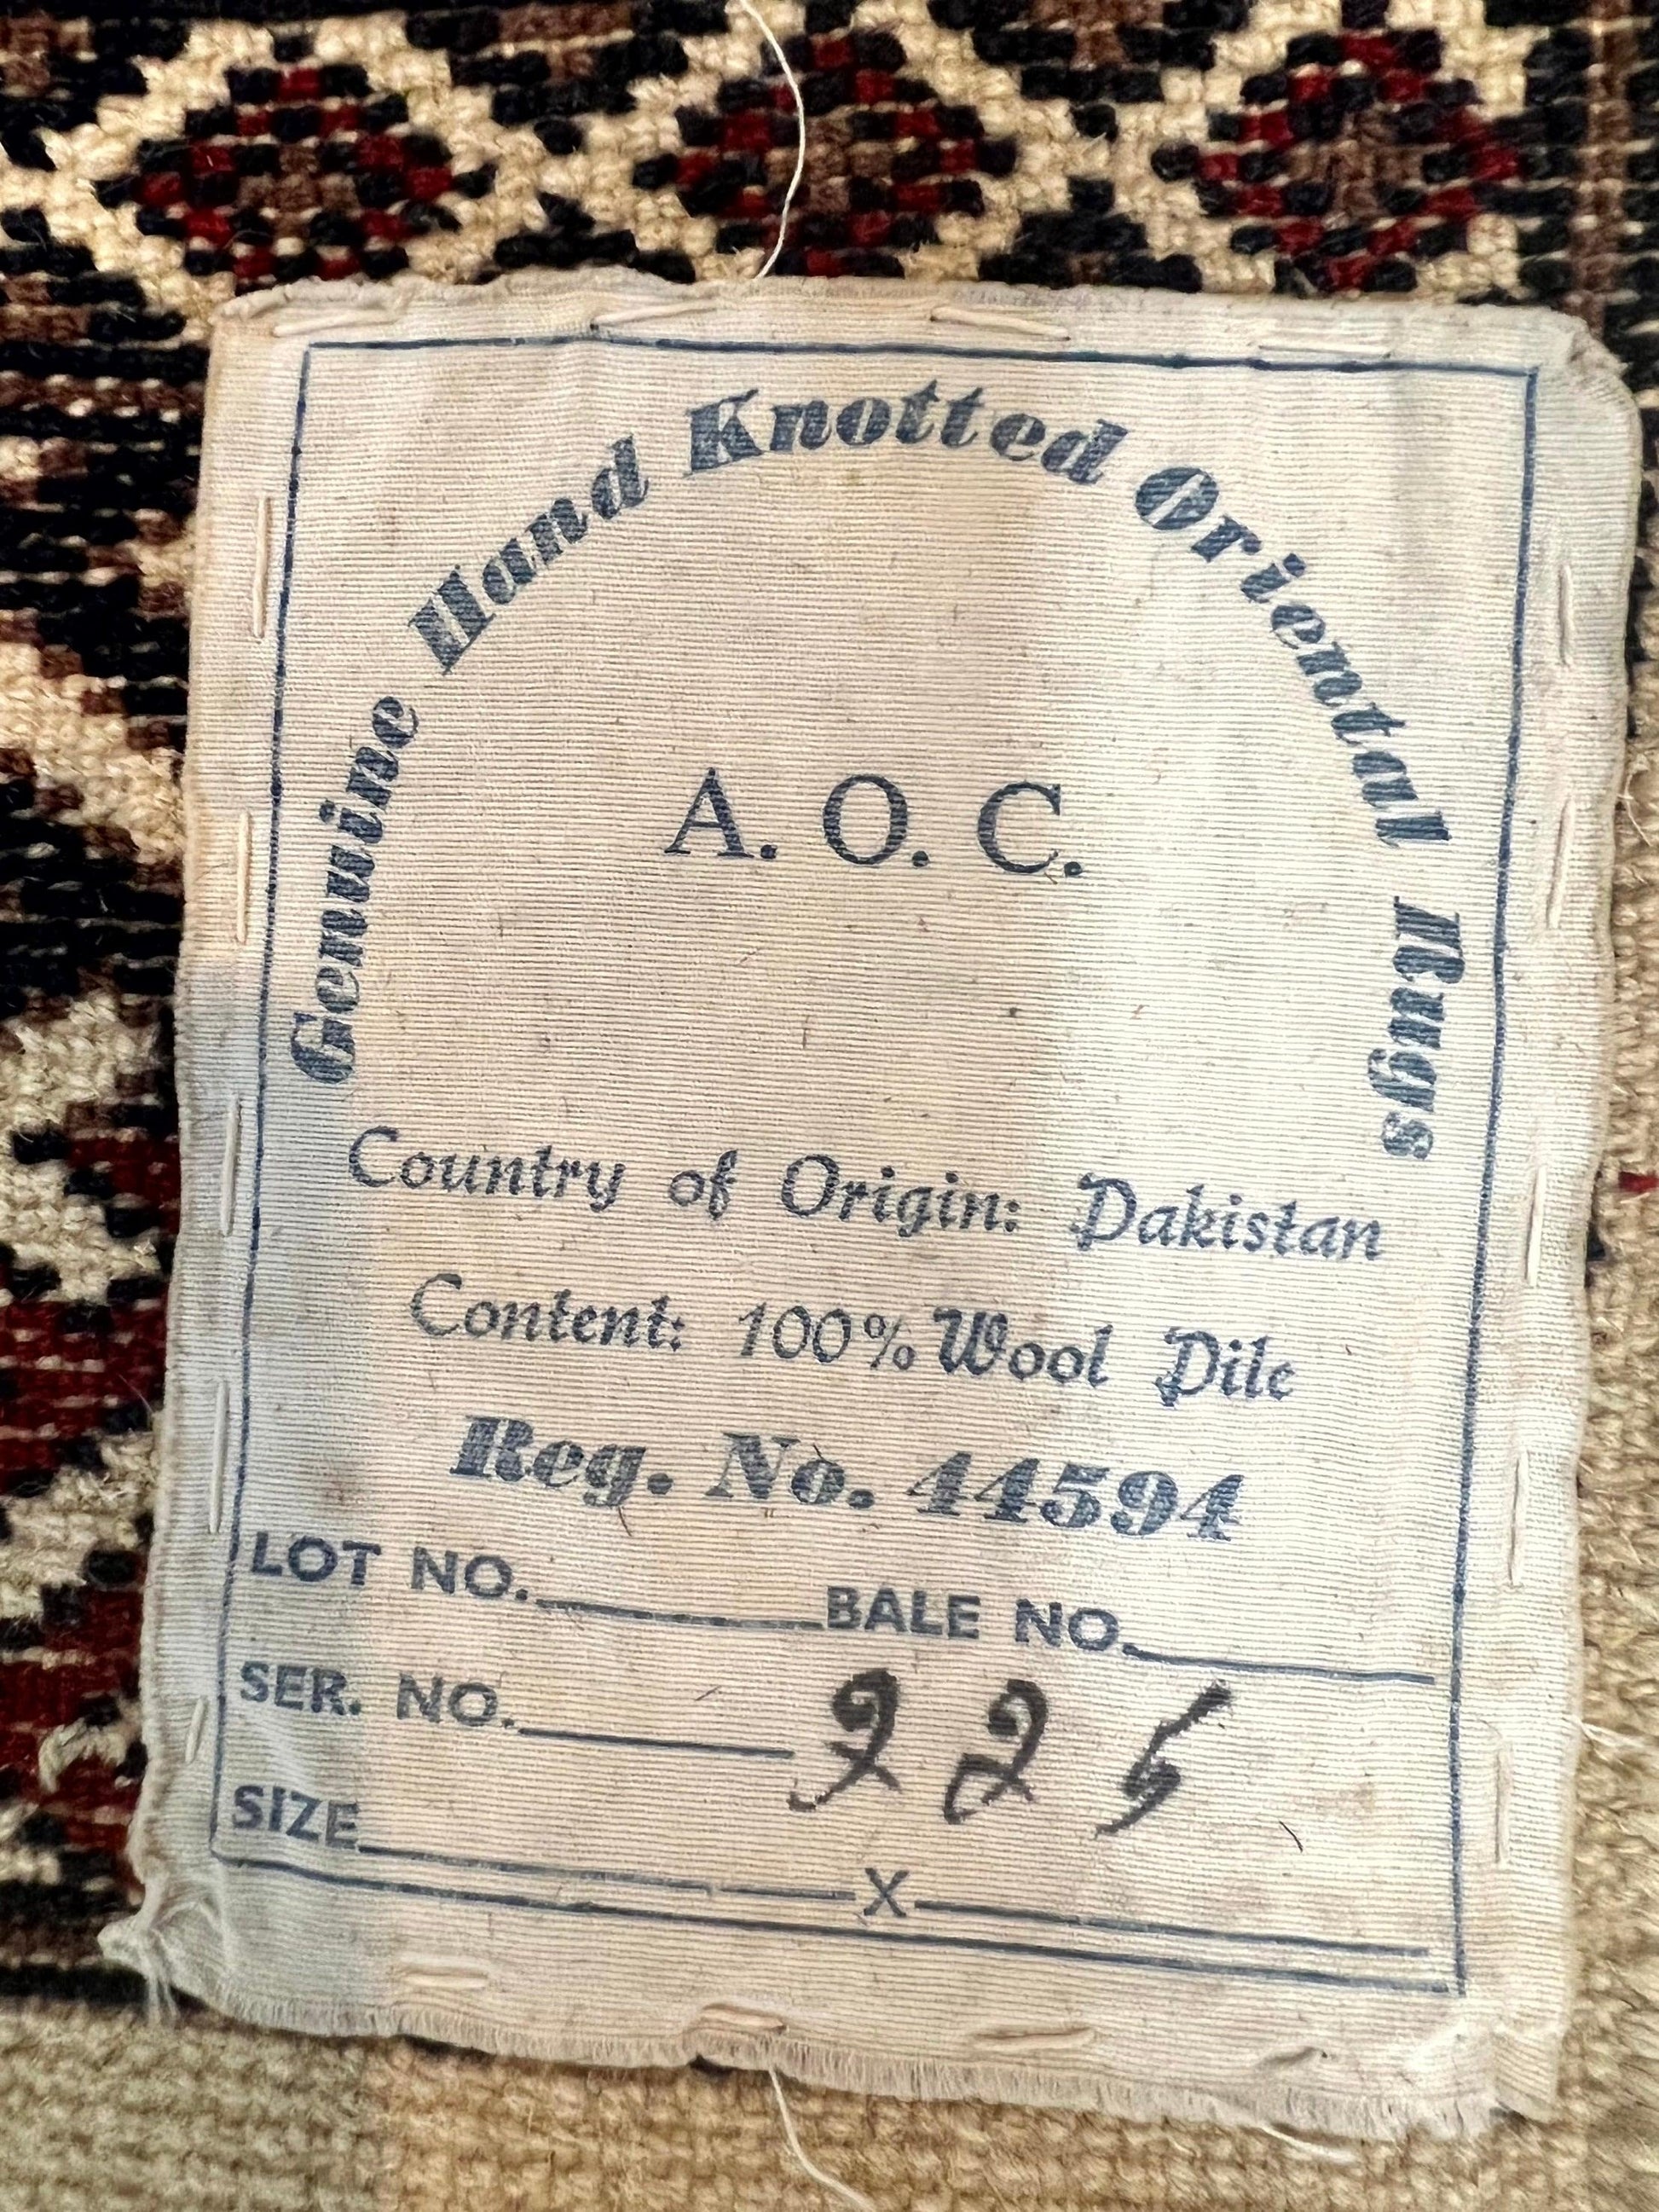 Genuine Hand Knotted Oriental Rugs
A. O. C.
Country of Origin: Pakistan
Content: 100% Wool Pile
Reg. No. 44594
LOT NO. BALE NO.
SER. NO. 225
SIZE X